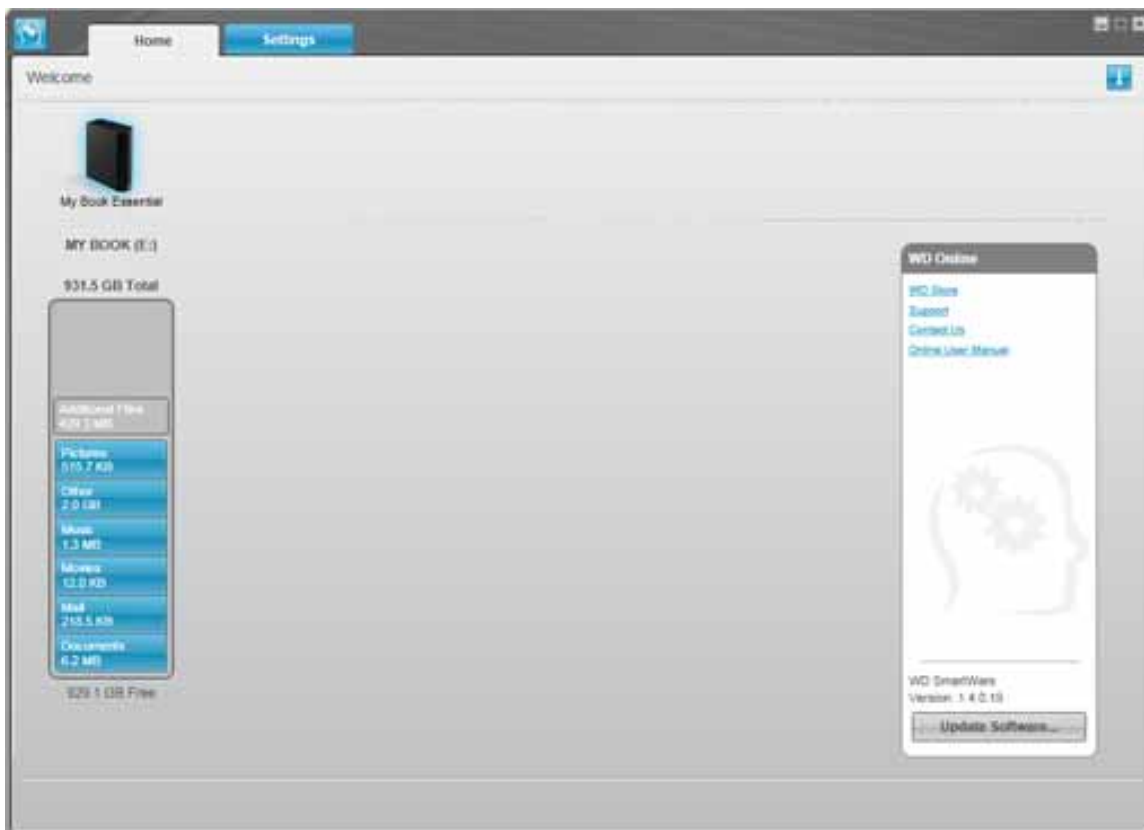 Home
Settings
Welcome
My Book Essential
MY BOOK (E:)
931.5 GB Total
Additional Files
429.3 MB
Pictures
515.7 KB
Other
2.0 GB
Music
1.3 MB
Movies
12.0 KB
Mail
218.5 KB
Documents
6.2 MB
929.1 GB Free
WD Online
WD Store
Support
Contact Us
Online User Manual
WD SmartWare
Version: 1.4.0.19
Update Software...